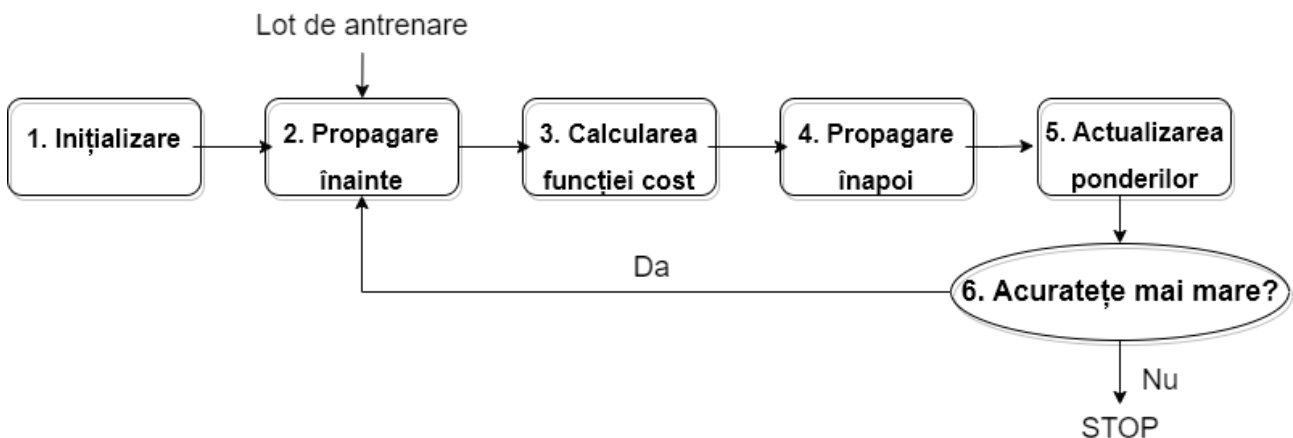 Lot de antrenare
1. Inițializare
2. Propagare
înainte
3. Calcularea
funcției cost
4. Propagare
înapoi
5. Actualizarea
ponderilor
Da
6. Acuratețe mai mare?
Nu
STOP